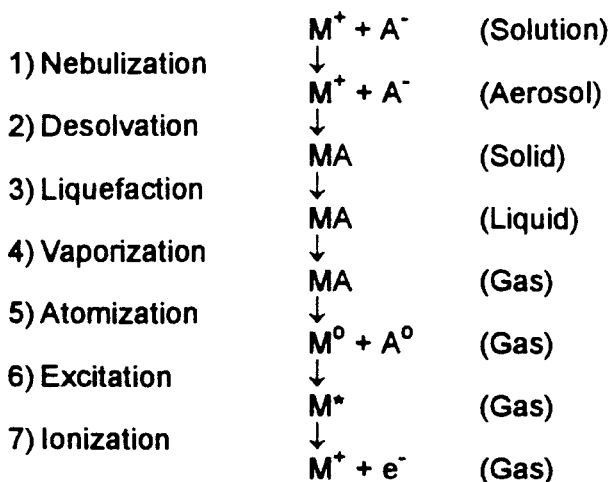 M⁺ + A⁻ (Solution)
1) Nebulization ↓
M⁺ + A⁻ (Aerosol)
2) Desolvation ↓
MA (Solid)
3) Liquefaction ↓
MA (Liquid)
4) Vaporization ↓
MA (Gas)
5) Atomization ↓
M⁰ + A⁰ (Gas)
6) Excitation ↓
M* (Gas)
7) Ionization ↓
M⁺ + e⁻ (Gas)